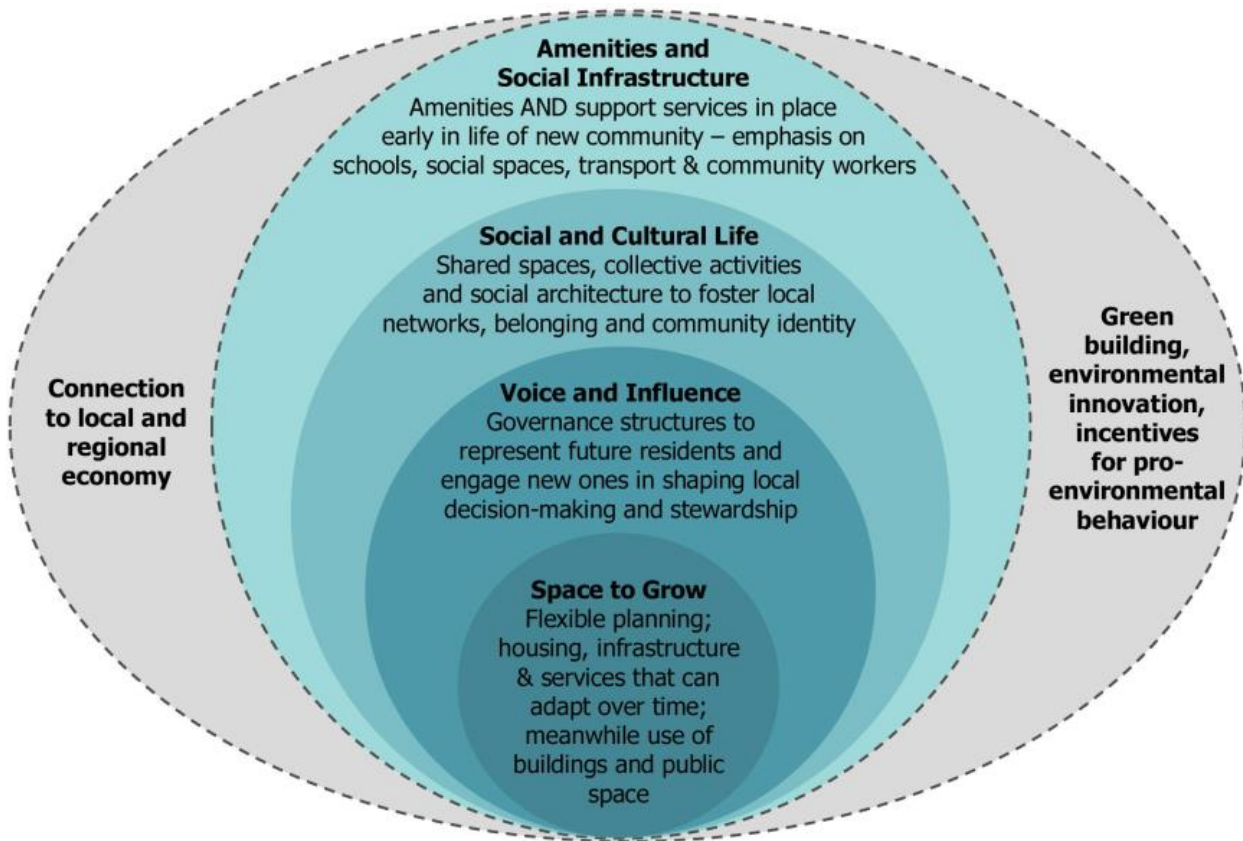 Amenities and
Social Infrastructure
Amenities AND support services in place
early in life of new community – emphasis on
schools, social spaces, transport & community workers
Social and Cultural Life
Shared spaces, collective activities
and social architecture to foster local
networks, belonging and community identity
Voice and Influence
Governance structures to
represent future residents and
engage new ones in shaping local
decision-making and stewardship
Space to Grow
Flexible planning;
housing, infrastructure
& services that can
adapt over time;
meanwhile use of
buildings and public
space
Connection
to local and
regional
economy
Green
building,
environmental
innovation,
incentives
for pro-
environmental
behaviour